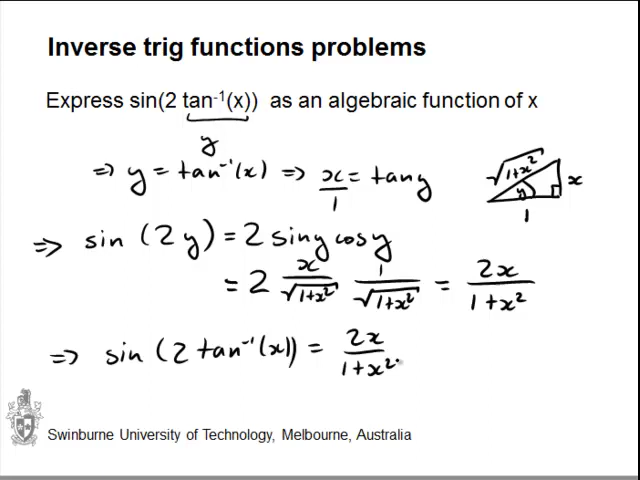 Inverse trig functions problems
Express sin(2 tan⁻¹(x)) as an algebraic function of x
y
⇒ y = tan⁻¹(x) ⇒ x/1 = tan y
√1+x² y x 1
⇒ sin (2y) = 2 siny cosy
= 2 x/√1+x² 1/√1+x² = 2x/1+x²
⇒ sin (2 tan⁻¹(x)) = 2x/1+x²
Swinburne University of Technology, Melbourne, Australia